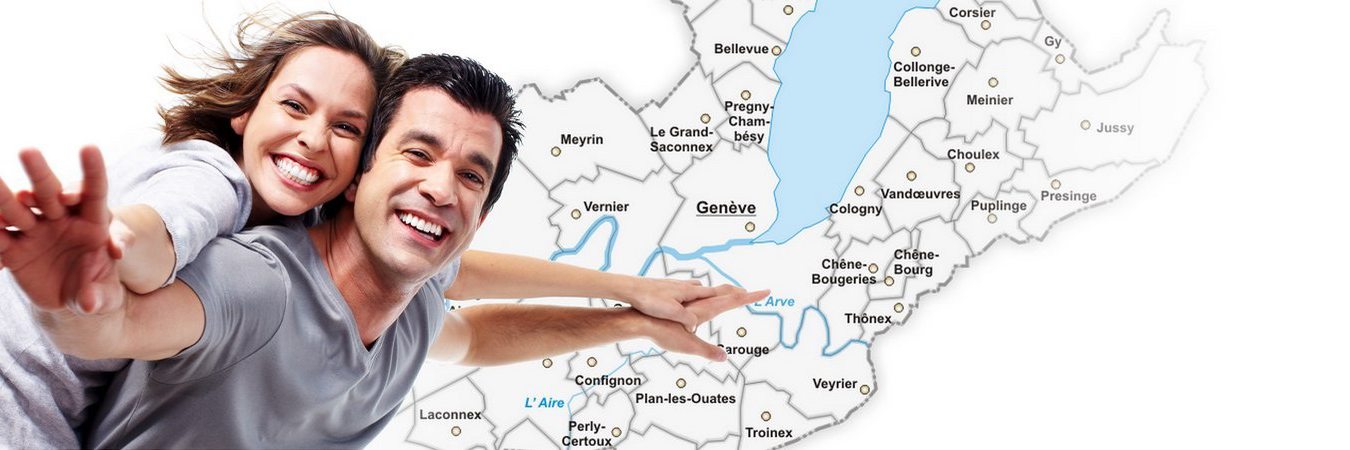 Corsier
Bellevue
Gy
Collonge-
Bellerive
Pregny-
Cham-
bésy
Meinier
Le Grand-
Saconnex
Meyrin
Jussy
Choulex
Vandœuvres
Presinge
Puplinge
Vernier
Genève
Cologny
Chêne-
Bougeries
Chêne-
Bourg
L'Arve
Thônex
Carouge
Confignon
Veyrier
Plan-les-Ouates
L' Aire
Laconnex
Perly-
Certoux
Troinex